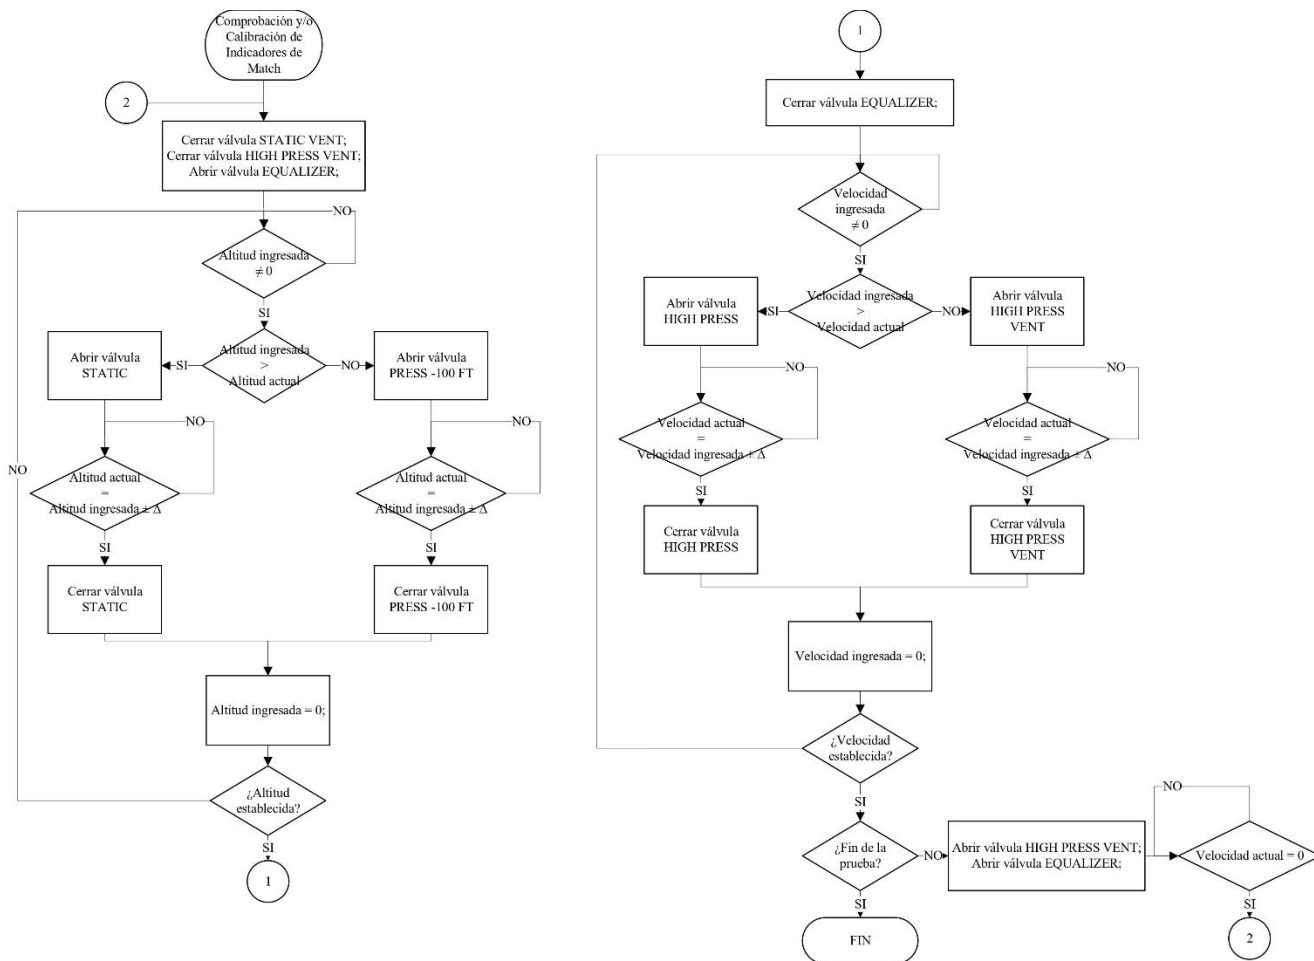 Comprobación y/o
Calibración de
Indicadores de
Match
2
Cerrar válvula STATIC VENT;
Cerrar válvula HIGH PRESS VENT;
Abrir válvula EQUALIZER;
NO
Altitud ingresada
≠ 0
SI
Altitud ingresada
>
Altitud actual
SI
NO
Abrir válvula
STATIC
Abrir válvula
PRESS -100 FT
NO
NO
NO
Altitud actual
=
Altitud ingresada ± Δ
Altitud actual
=
Altitud ingresada ± Δ
SI
SI
Cerrar válvula
STATIC
Cerrar válvula
PRESS -100 FT
Altitud ingresada = 0;
¿Altitud
establecida?
SI
1
1
Cerrar válvula EQUALIZER;
Velocidad
ingresada
≠ 0
SI
Velocidad ingresada
>
Velocidad actual
SI
NO
Abrir válvula
HIGH PRESS
Abrir válvula
HIGH PRESS
VENT
NO
NO
Velocidad actual
=
Velocidad ingresada ± Δ
Velocidad actual
=
Velocidad ingresada ± Δ
SI
SI
Cerrar válvula
HIGH PRESS
Cerrar válvula
HIGH PRESS
VENT
Velocidad ingresada = 0;
¿Velocidad
establecida?
SI
¿Fin de la
prueba?
NO
Abrir válvula HIGH PRESS VENT;
Abrir válvula EQUALIZER;
NO
Velocidad actual = 0
SI
SI
FIN
2